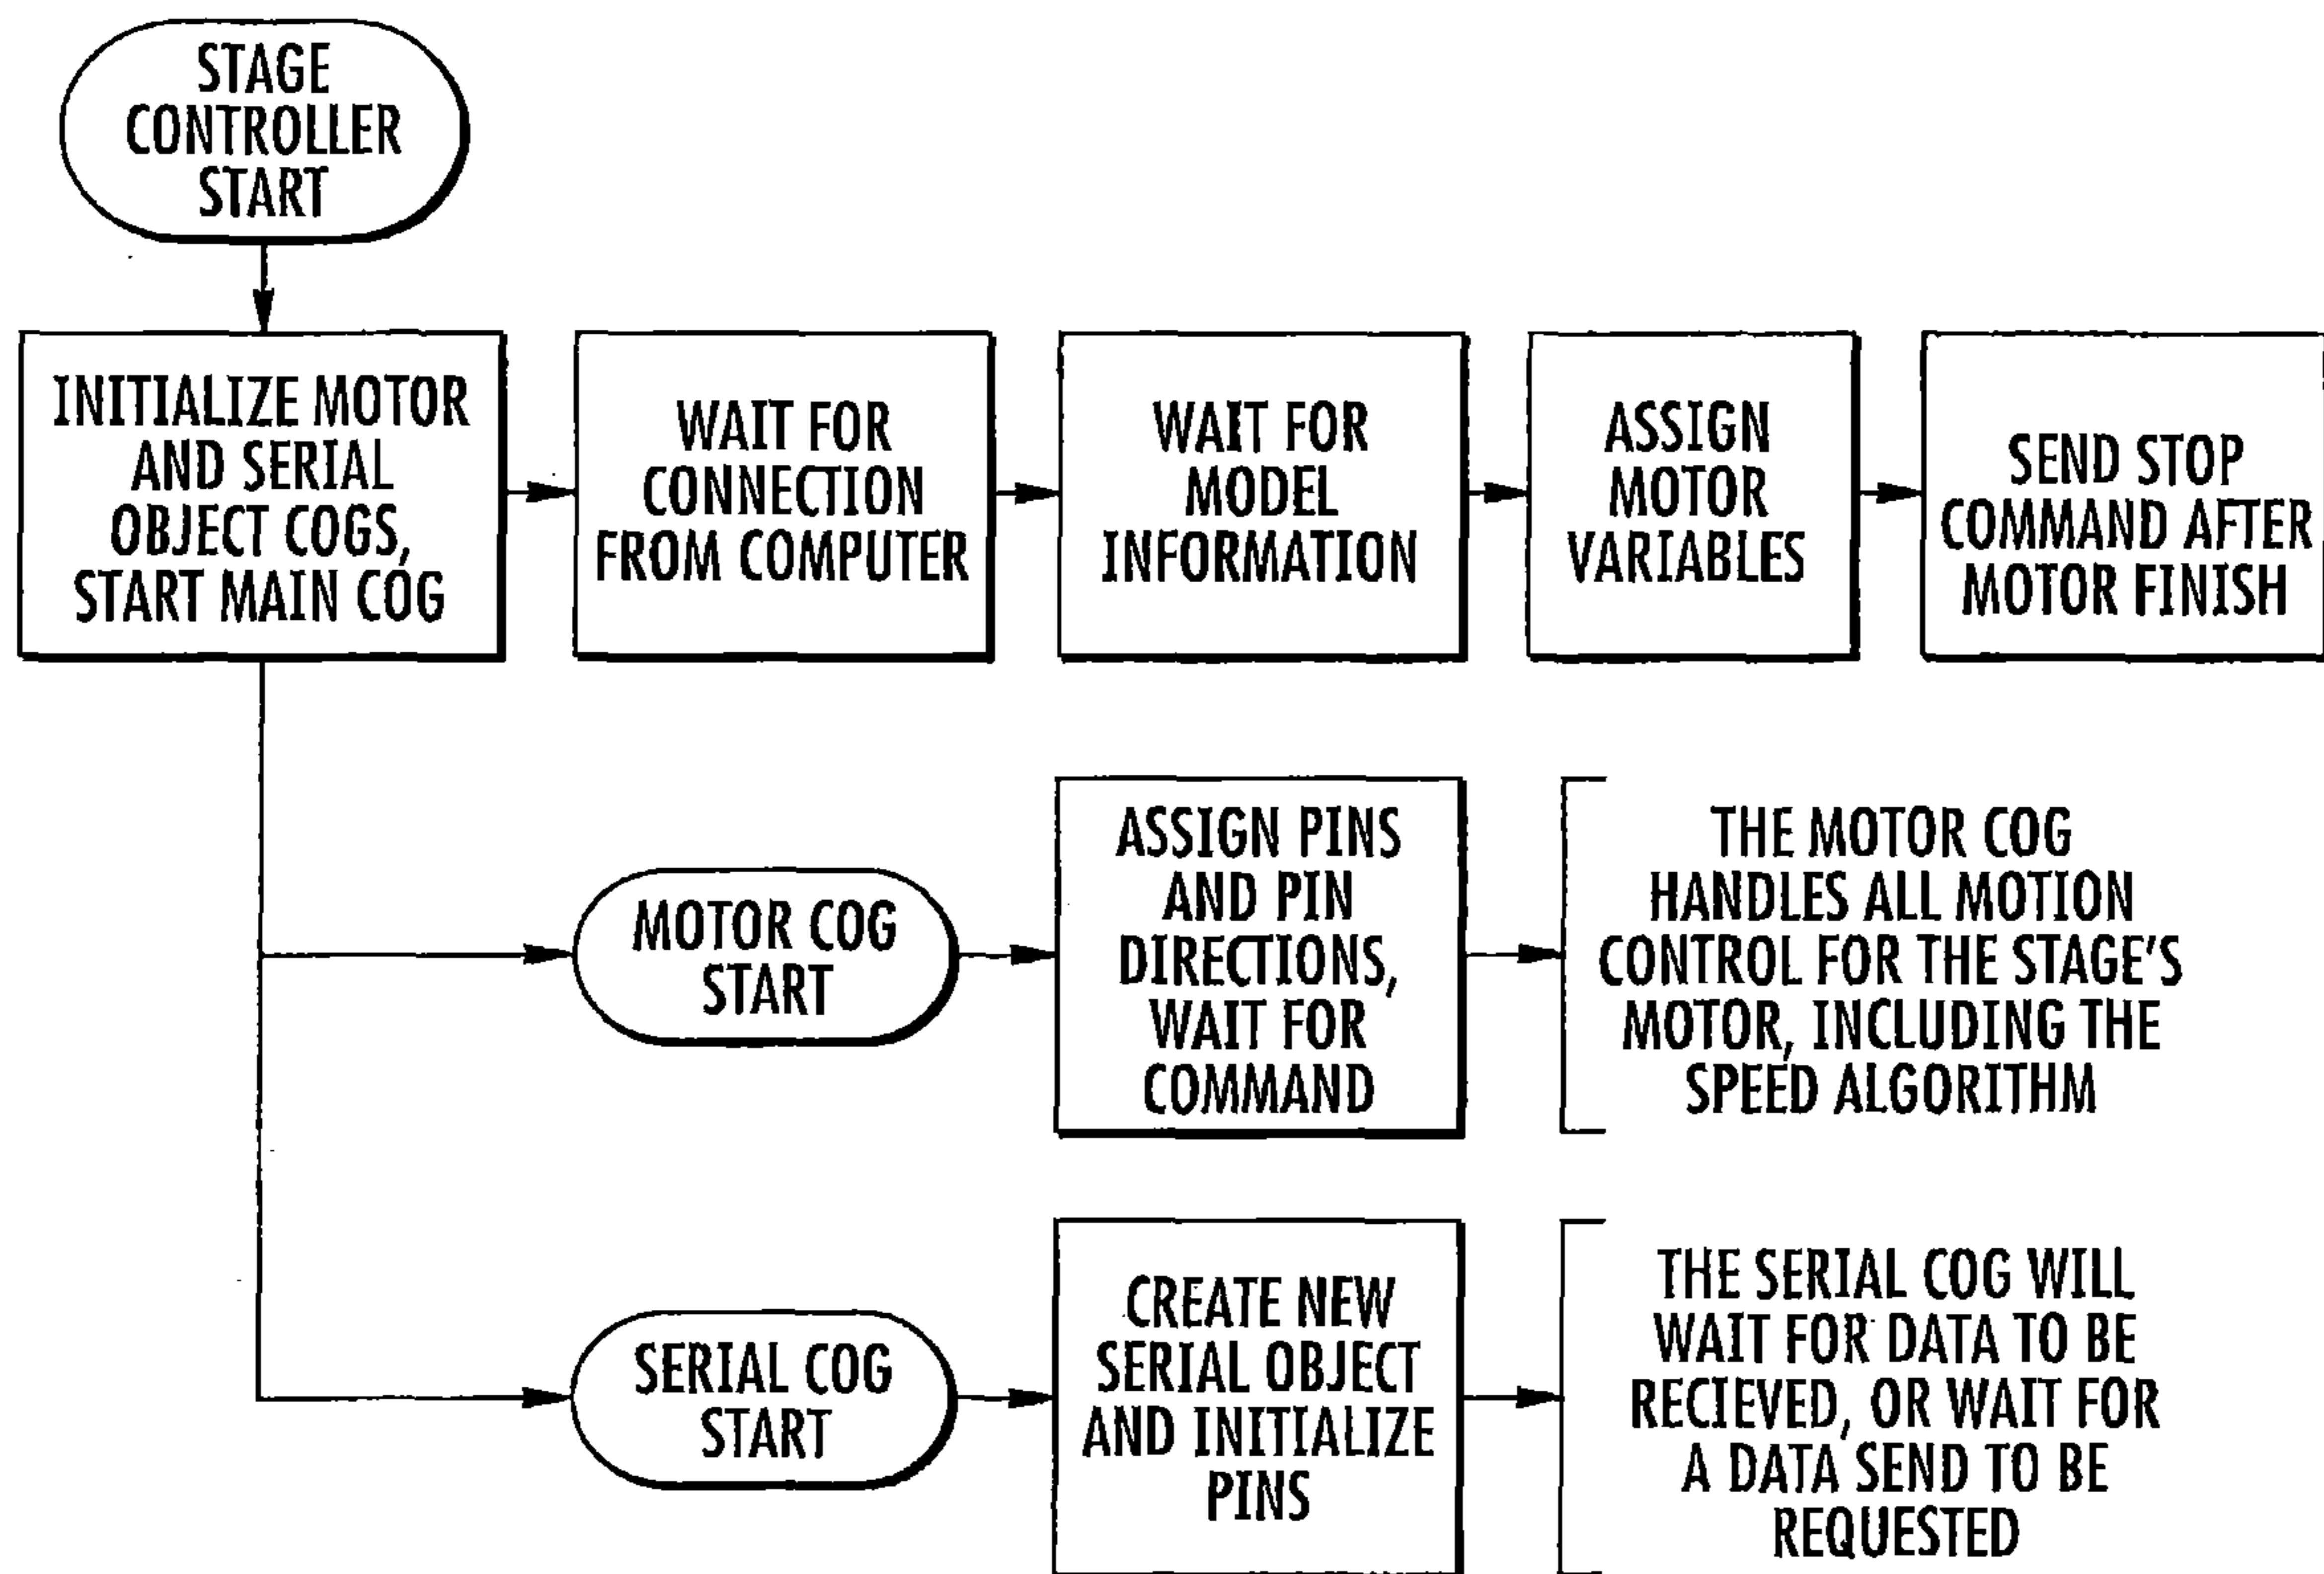 STAGE
CONTROLLER
START
INITIALIZE MOTOR
AND SERIAL
OBJECT COGS,
START MAIN COG
WAIT FOR
CONNECTION
FROM COMPUTER
WAIT FOR
MODEL
INFORMATION
ASSIGN
MOTOR
VARIABLES
SEND STOP
COMMAND AFTER
MOTOR FINISH
MOTOR COG
START
ASSIGN PINS
AND PIN
DIRECTIONS,
WAIT FOR
COMMAND
THE MOTOR COG
HANDLES ALL MOTION
CONTROL FOR THE STAGE'S
MOTOR, INCLUDING THE
SPEED ALGORITHM
SERIAL COG
START
CREATE NEW
SERIAL OBJECT
AND INITIALIZE
PINS
THE SERIAL COG WILL
WAIT FOR DATA TO BE
RECIEVED, OR WAIT FOR
A DATA SEND TO BE
REQUESTED